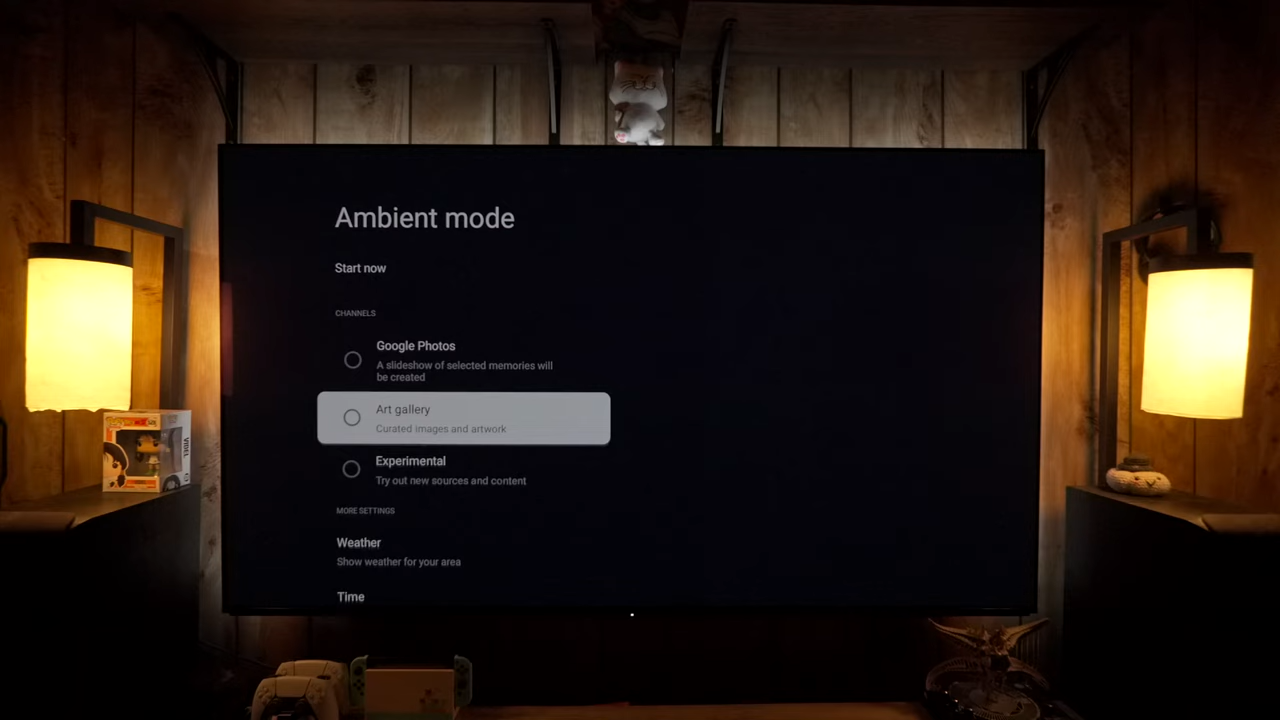 Ambient mode
Start now
CHANNELS
Google Photos
A slideshow of selected memories will
be created
Art gallery
Curated images and artwork
Experimental
Try out new sources and content
MORE SETTINGS
Weather
Show weather for your area
Time
VIDEL